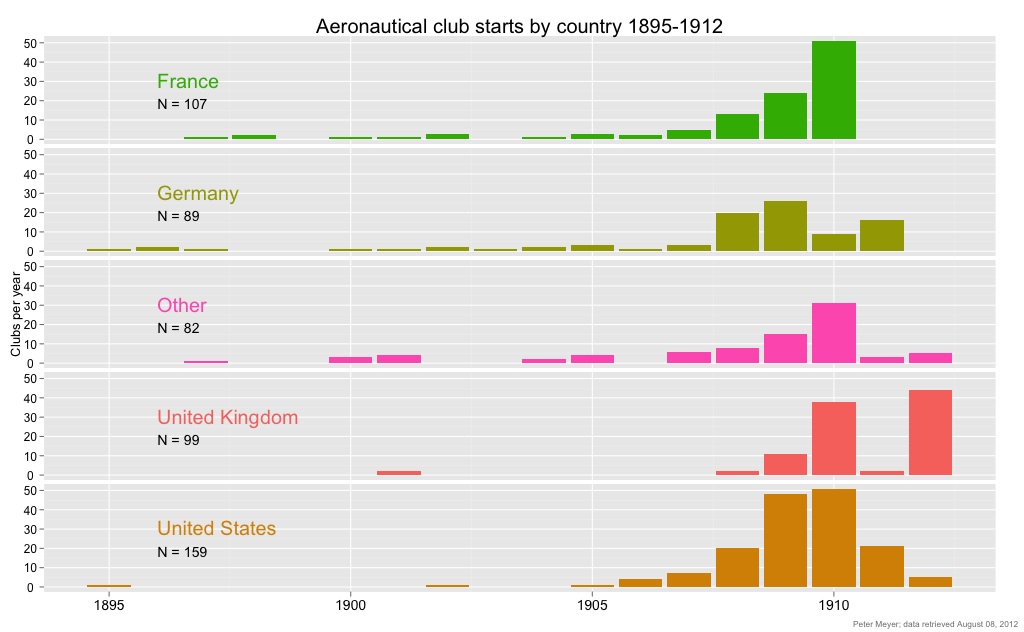 Aeronautical club starts by country 1895-1912
Clubs per year
50
40
30
20
10
0
France
N = 107
50
40
30
20
10
0
Germany
N = 89
50
40
30
20
10
0
Other
N = 82
50
40
30
20
10
0
United Kingdom
N = 99
50
40
30
20
10
0
United States
N = 159
1895 1900 1905 1910
Peter Meyer; data retrieved August 08, 2012